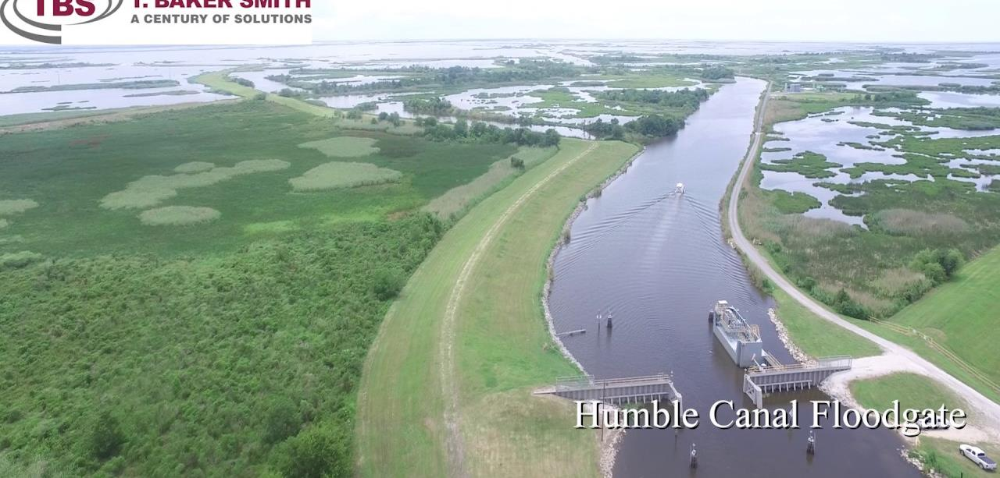 TBS
T. BAKER SMITH
A CENTURY OF SOLUTIONS
Humble Canal Floodgate